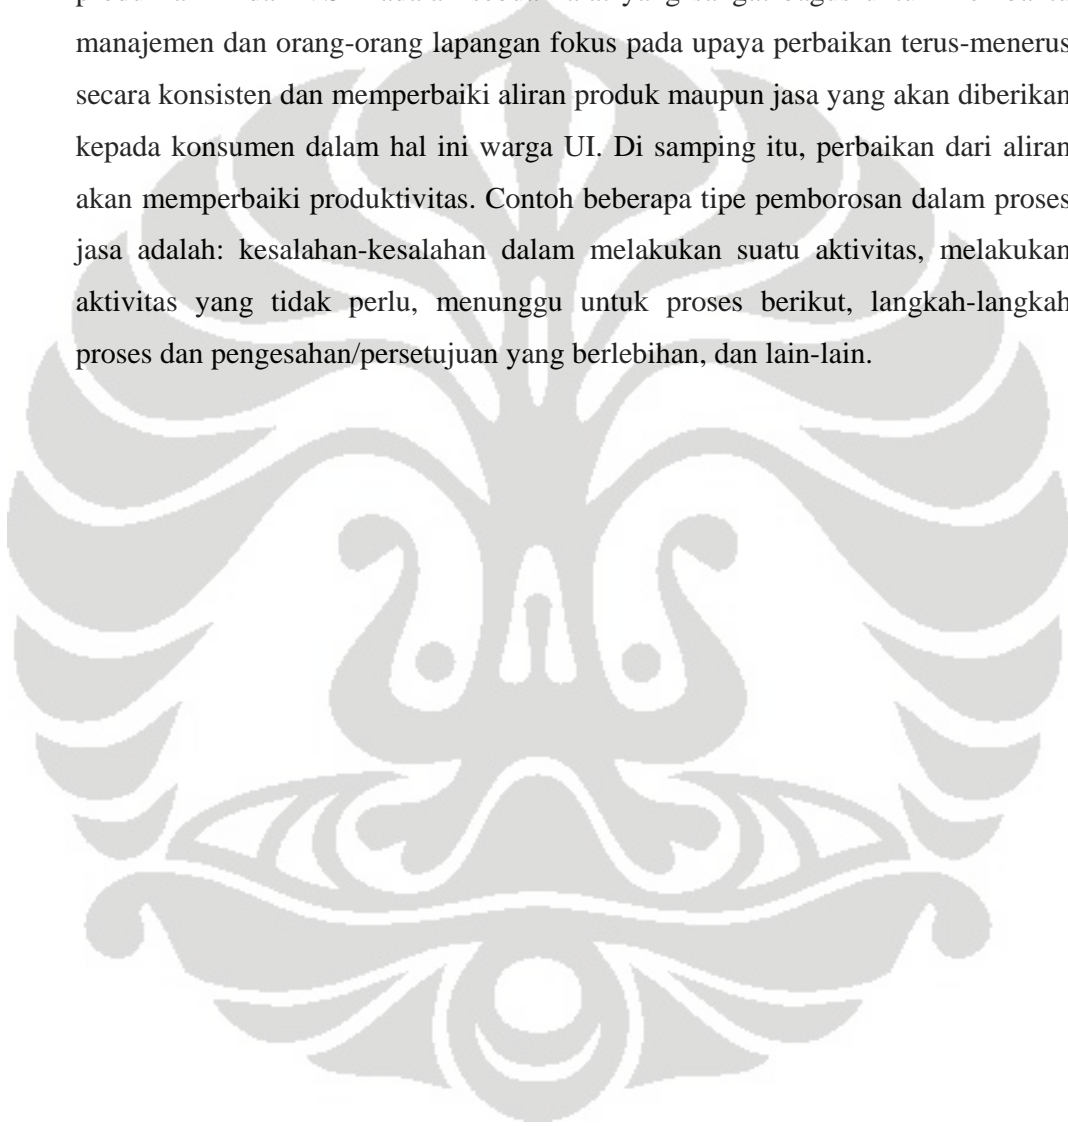 manajemen dan orang-orang lapangan fokus pada upaya perbaikan terus-menerus
secara konsisten dan memperbaiki aliran produk maupun jasa yang akan diberikan
kepada konsumen dalam hal ini warga UI. Di samping itu, perbaikan dari aliran
akan memperbaiki produktivitas. Contoh beberapa tipe pemborosan dalam proses
jasa adalah: kesalahan-kesalahan dalam melakukan suatu aktivitas, melakukan
aktivitas yang tidak perlu, menunggu untuk proses berikut, langkah-langkah
proses dan pengesahan/persetujuan yang berlebihan, dan lain-lain.